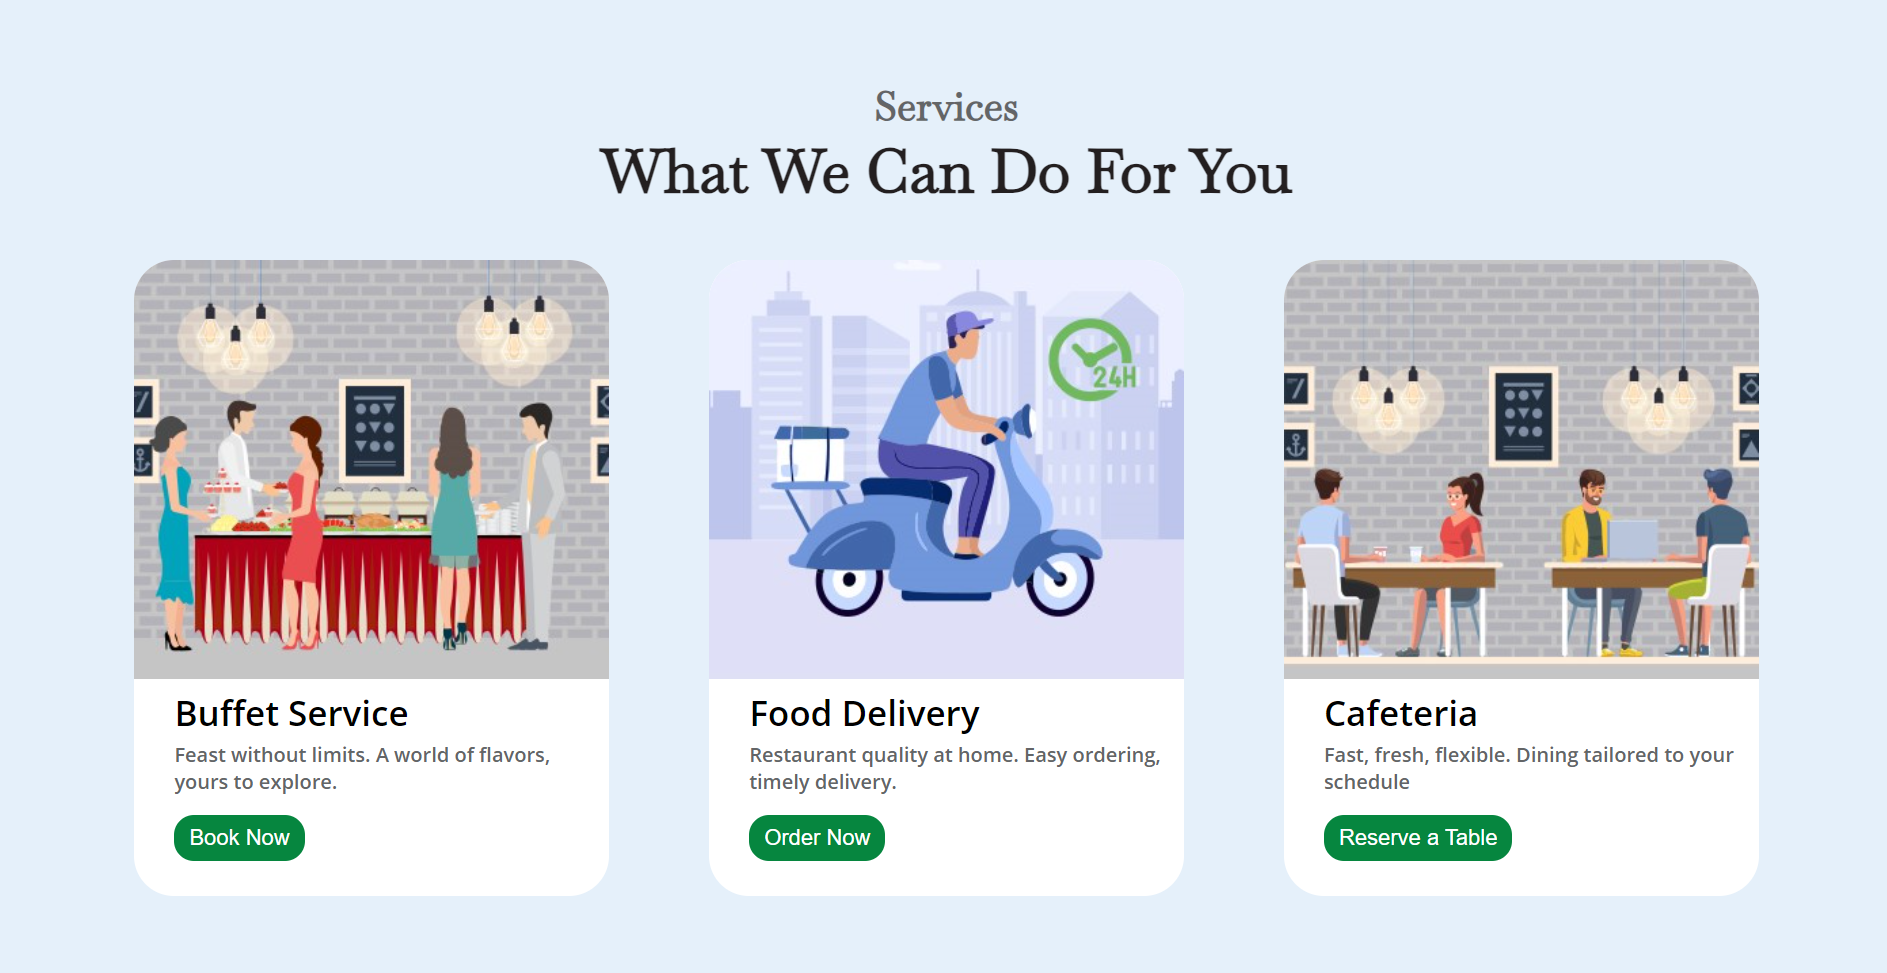 Services
What We Can Do For You
24H
Buffet Service
Feast without limits. A world of flavors,
yours to explore.
Book Now
Food Delivery
Restaurant quality at home. Easy ordering,
timely delivery.
Order Now
Cafeteria
Fast, fresh, flexible. Dining tailored to your
schedule
Reserve a Table